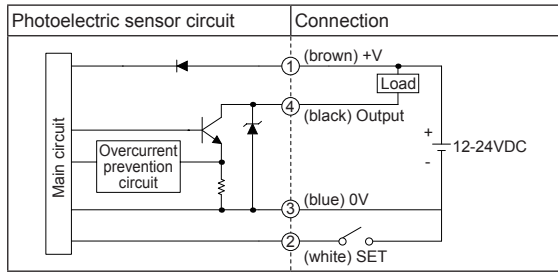 Photoelectric sensor circuit
Connection
(brown) +V
1
Load
4
(black) Output
Main circuit
Overcurrent
prevention
circuit
+
12-24VDC
-
(blue) 0V
3
2
(white) SET